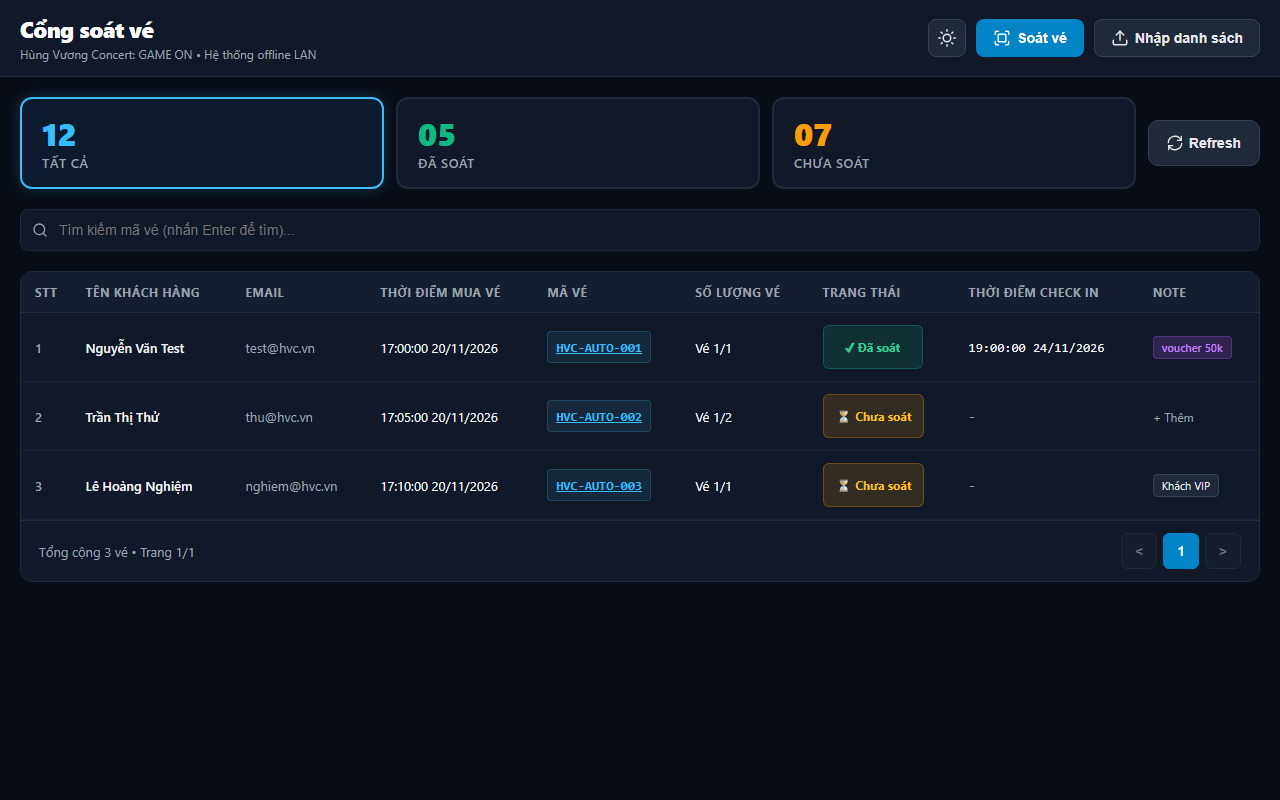 Cổng soát vé
Hùng Vương Concert: GAME ON • Hệ thống offline LAN
Soát vé
Nhập danh sách
12
TẤT CẢ
05
ĐÃ SOÁT
07
CHƯA SOÁT
Refresh
Tìm kiếm mã vé (nhấn Enter để tìm)...
STT TÊN KHÁCH HÀNG EMAIL THỜI ĐIỂM MUA VÉ MÃ VÉ SỐ LƯỢNG VÉ TRẠNG THÁI THỜI ĐIỂM CHECK IN NOTE
1 Nguyễn Văn Test test@hvc.vn 17:00:00 20/11/2026 HVC-AUTO-001 Vé 1/1 ✓ Đã soát 19:00:00 24/11/2026 voucher 50k
2 Trần Thị Thử thu@hvc.vn 17:05:00 20/11/2026 HVC-AUTO-002 Vé 1/2 ⏳ Chưa soát - + Thêm
3 Lê Hoàng Nghiệm nghiem@hvc.vn 17:10:00 20/11/2026 HVC-AUTO-003 Vé 1/1 ⏳ Chưa soát - Khách VIP
Tổng cộng 3 vé • Trang 1/1 < 1 >